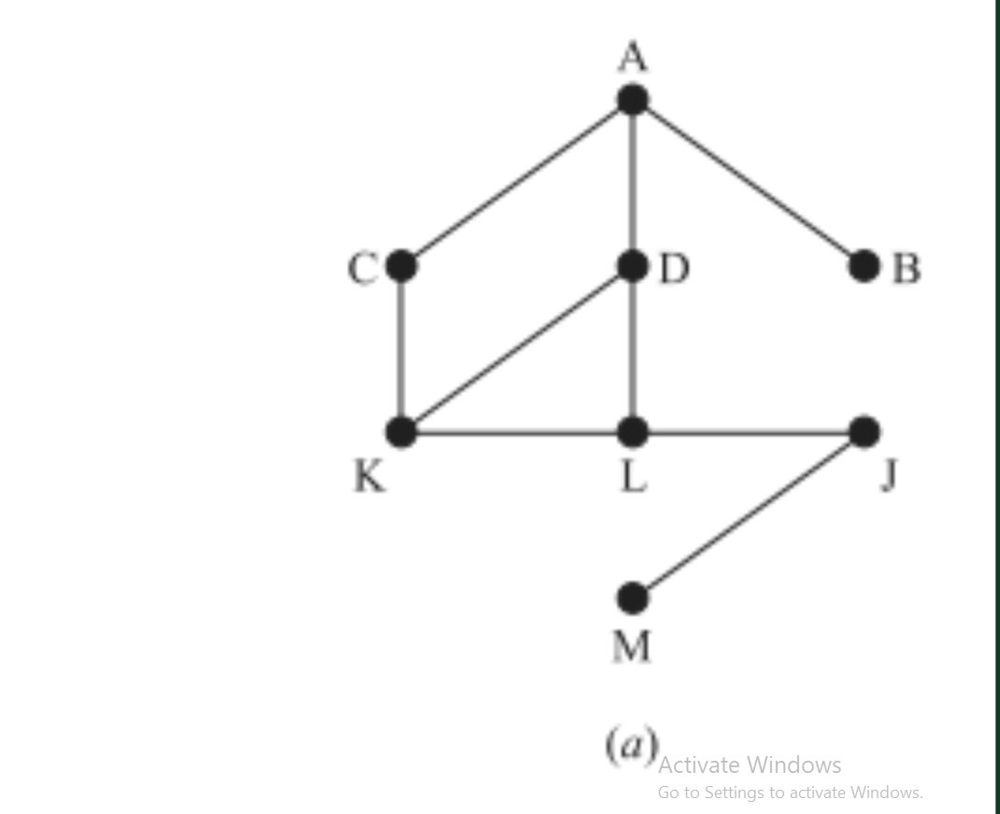 A
C D B
K L J
M
(a)
Activate Windows
Go to Settings to activate Windows.